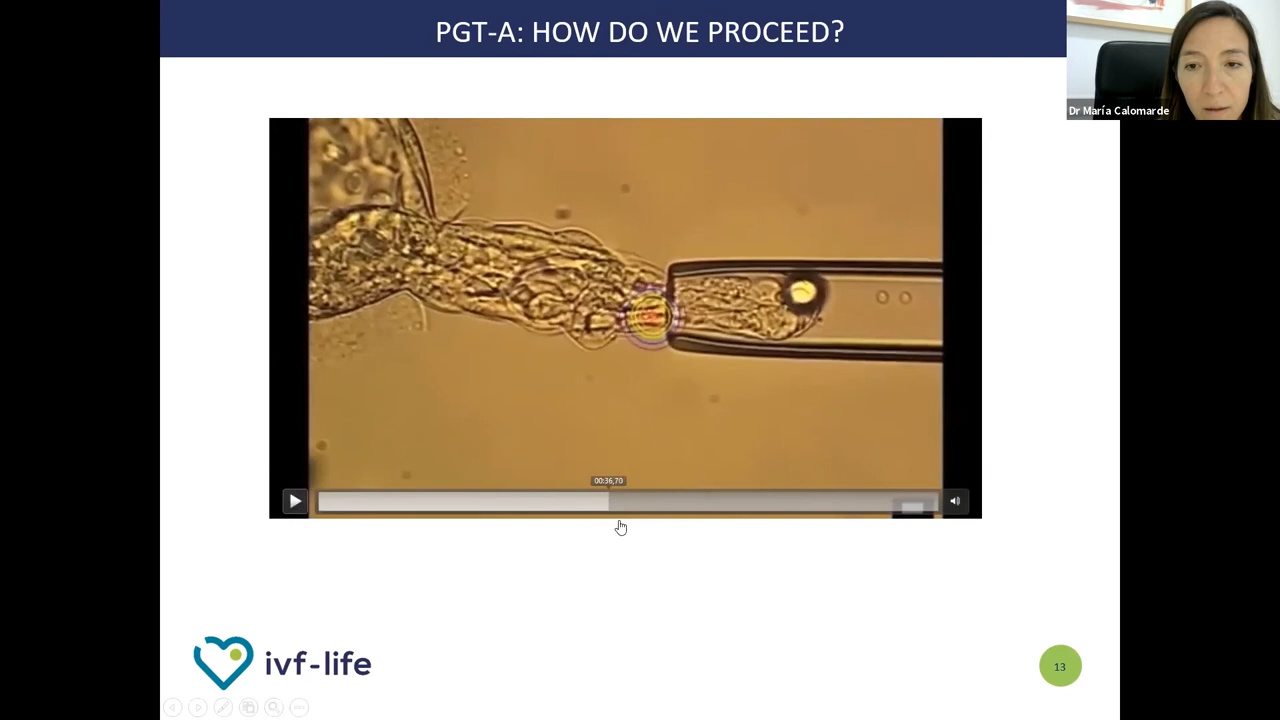 PGT-A: HOW DO WE PROCEED?
Dr María Calomarde
00:36,70
ivf-life
13